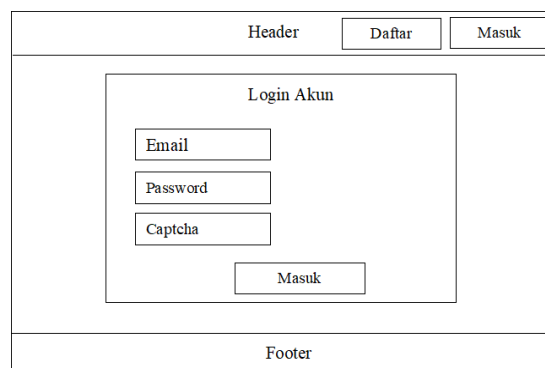 Header Daftar Masuk
Login Akun
Email
Password
Captcha
Masuk
Footer